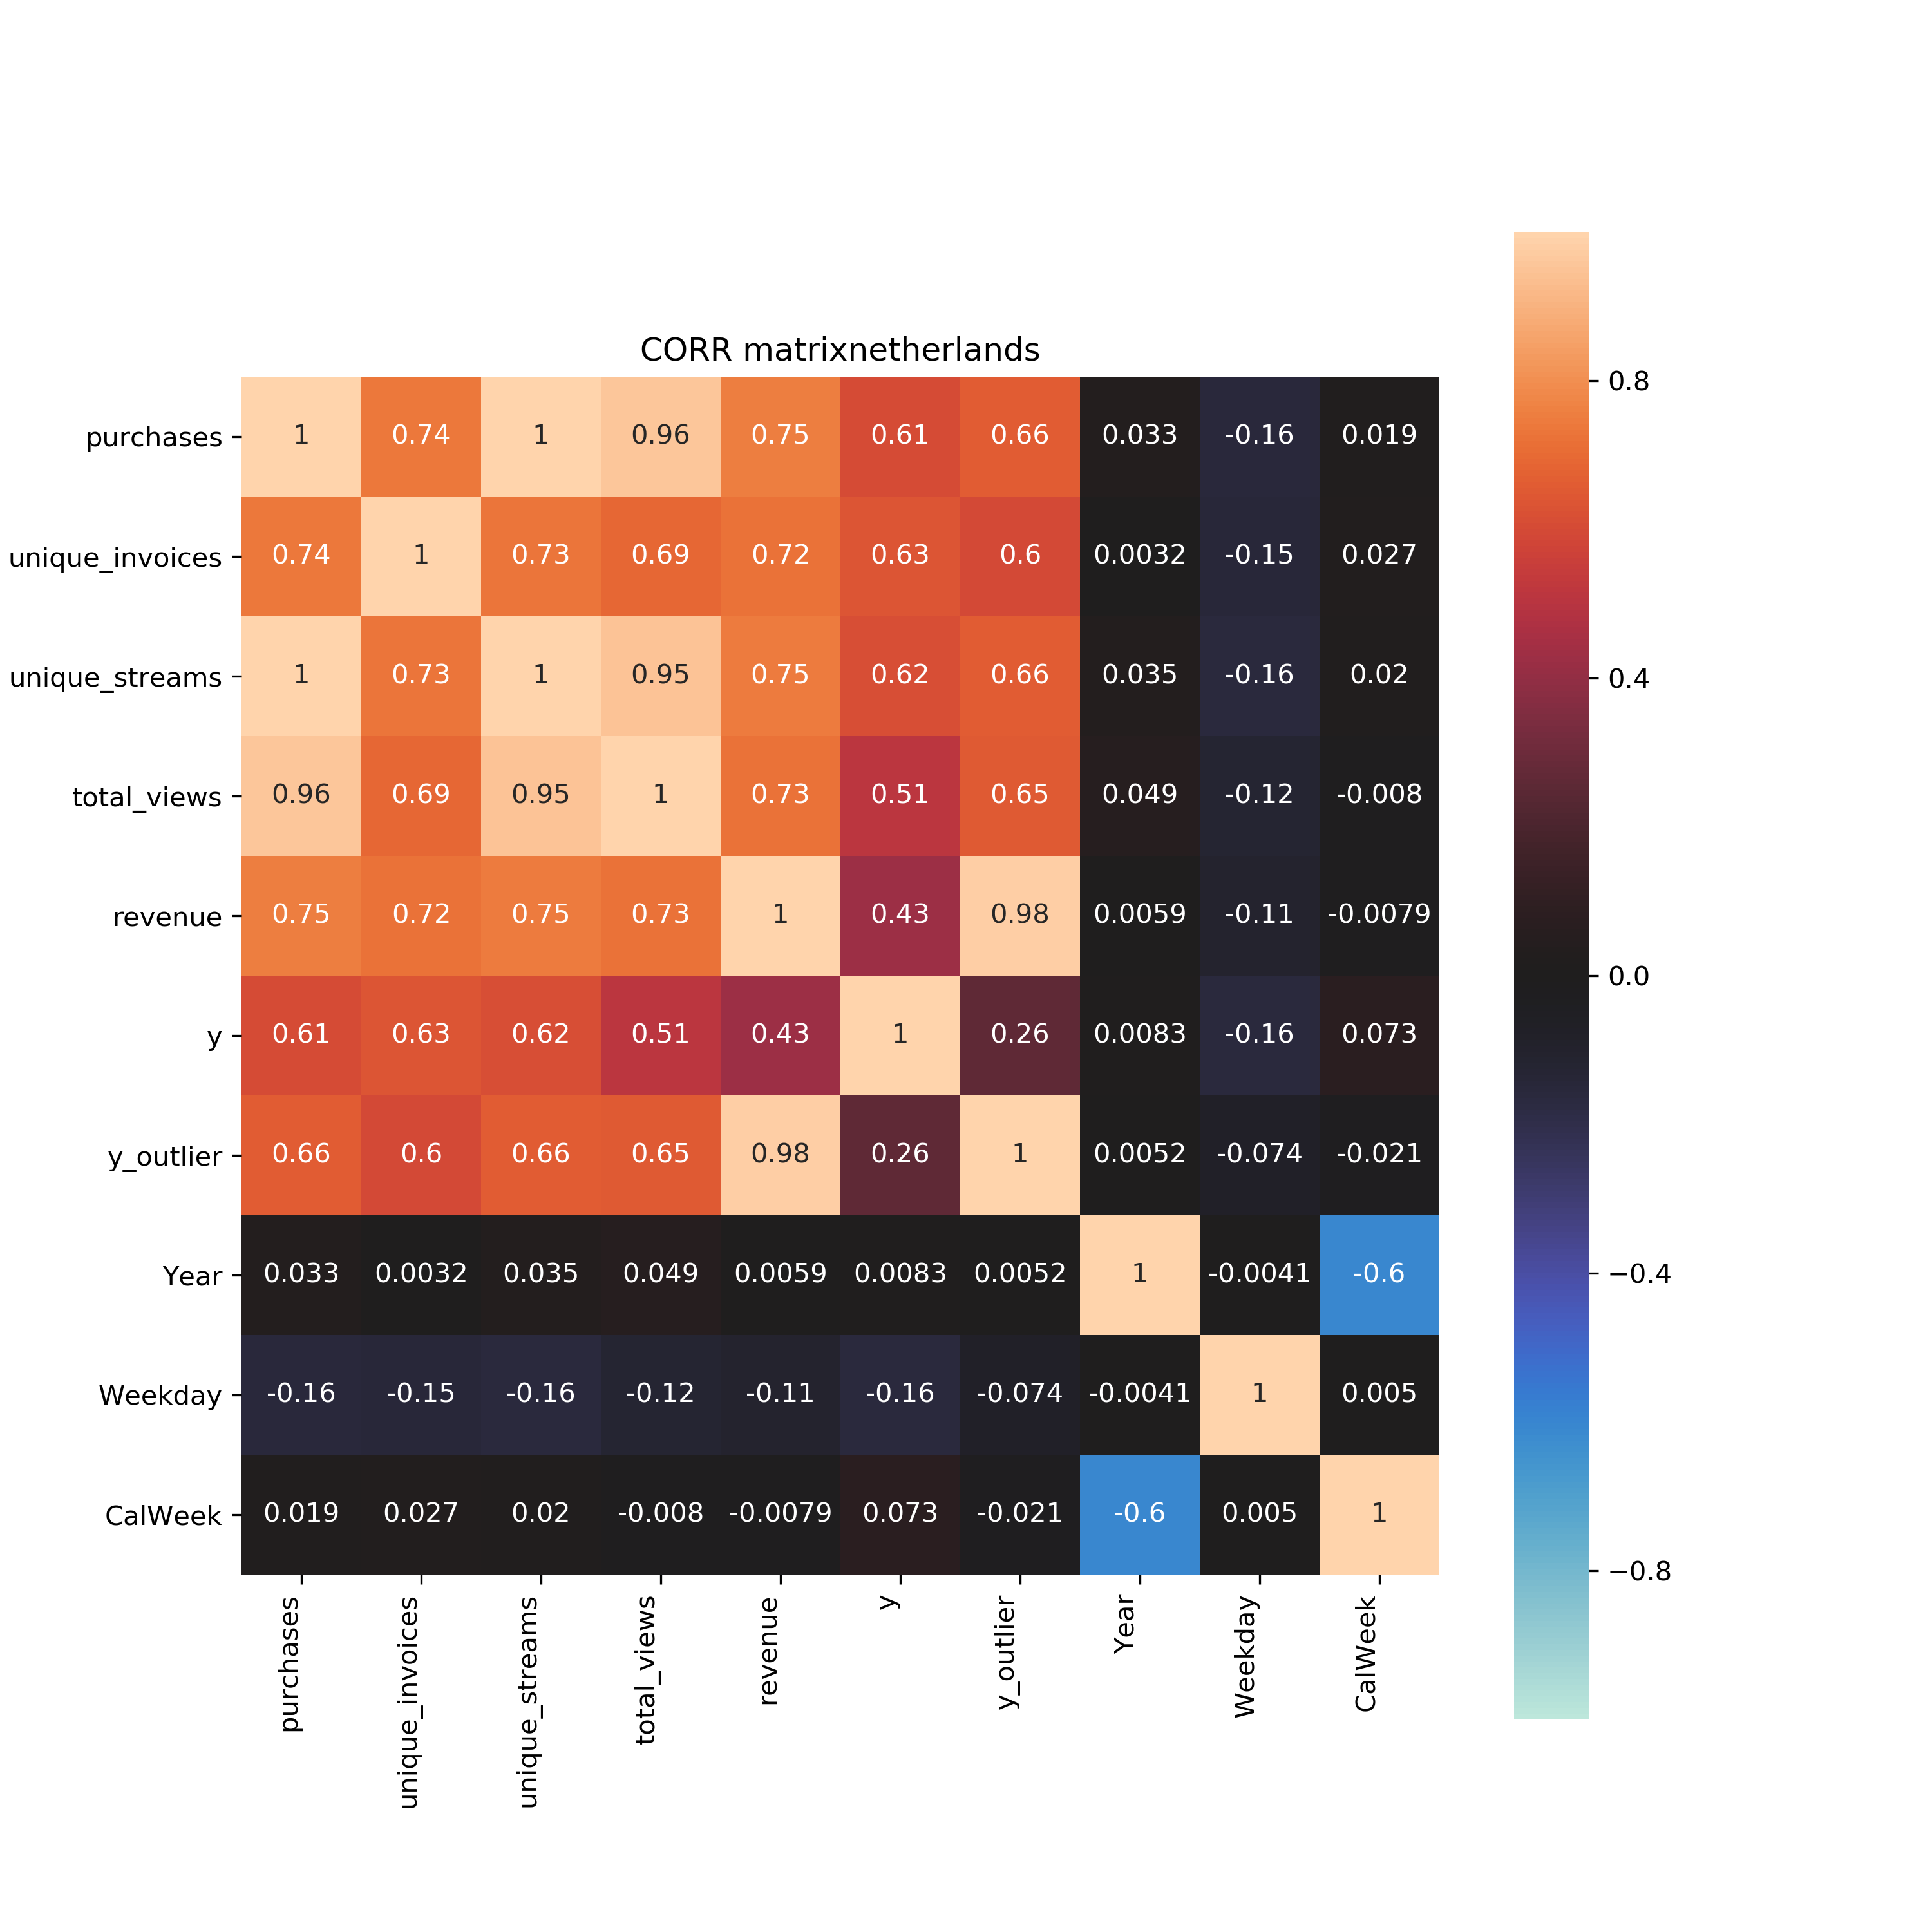 CORR matrixnetherlands
purchases 1 0.74 1 0.96 0.75 0.61 0.66 0.033 -0.16 0.019
unique_invoices 0.74 1 0.73 0.69 0.72 0.63 0.6 0.0032 -0.15 0.027
unique_streams 1 0.73 1 0.95 0.75 0.62 0.66 0.035 -0.16 0.02
total_views 0.96 0.69 0.95 1 0.73 0.51 0.65 0.049 -0.12 -0.008
revenue 0.75 0.72 0.75 0.73 1 0.43 0.98 0.0059 -0.11 -0.0079
y 0.61 0.63 0.62 0.51 0.43 1 0.26 0.0083 -0.16 0.073
y_outlier 0.66 0.6 0.66 0.65 0.98 0.26 1 0.0052 -0.074 -0.021
Year 0.033 0.0032 0.035 0.049 0.0059 0.0083 0.0052 1 -0.0041 -0.6
Weekday -0.16 -0.15 -0.16 -0.12 -0.11 -0.16 -0.074 -0.0041 1 0.005
CalWeek 0.019 0.027 0.02 -0.008 -0.0079 0.073 -0.021 -0.6 0.005 1
purchases unique_invoices unique_streams total_views revenue y y_outlier Year Weekday CalWeek
0.8
0.4
0.0
−0.4
−0.8